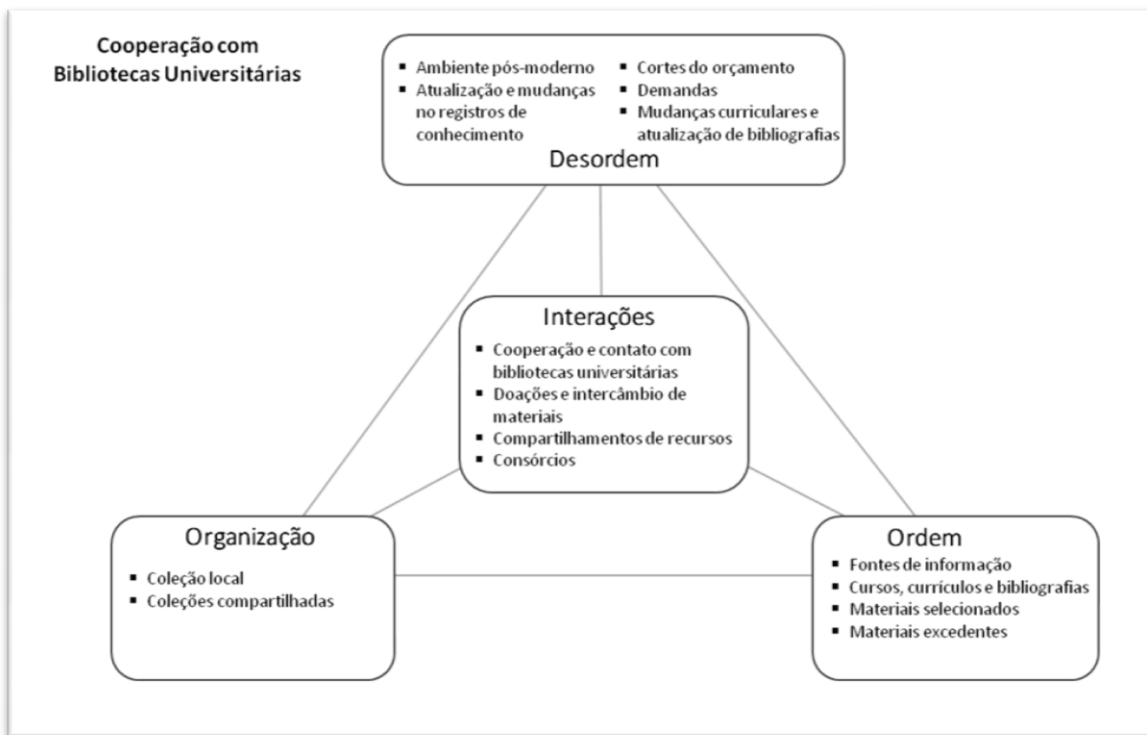 Cooperação com
Bibliotecas Universitárias
▪ Ambiente pós-moderno
▪ Atualização e mudanças
no registros de
conhecimento
▪ Cortes do orçamento
▪ Demandas
▪ Mudanças curriculares e
atualização de bibliografias
Desordem
Interações
▪ Cooperação e contato com
bibliotecas universitárias
▪ Doações e intercâmbio de
materiais
▪ Compartilhamentos de recursos
▪ Consórcios
Organização
▪ Coleção local
▪ Coleções compartilhadas
Ordem
▪ Fontes de informação
▪ Cursos, currículos e bibliografias
▪ Materiais selecionados
▪ Materiais excedentes